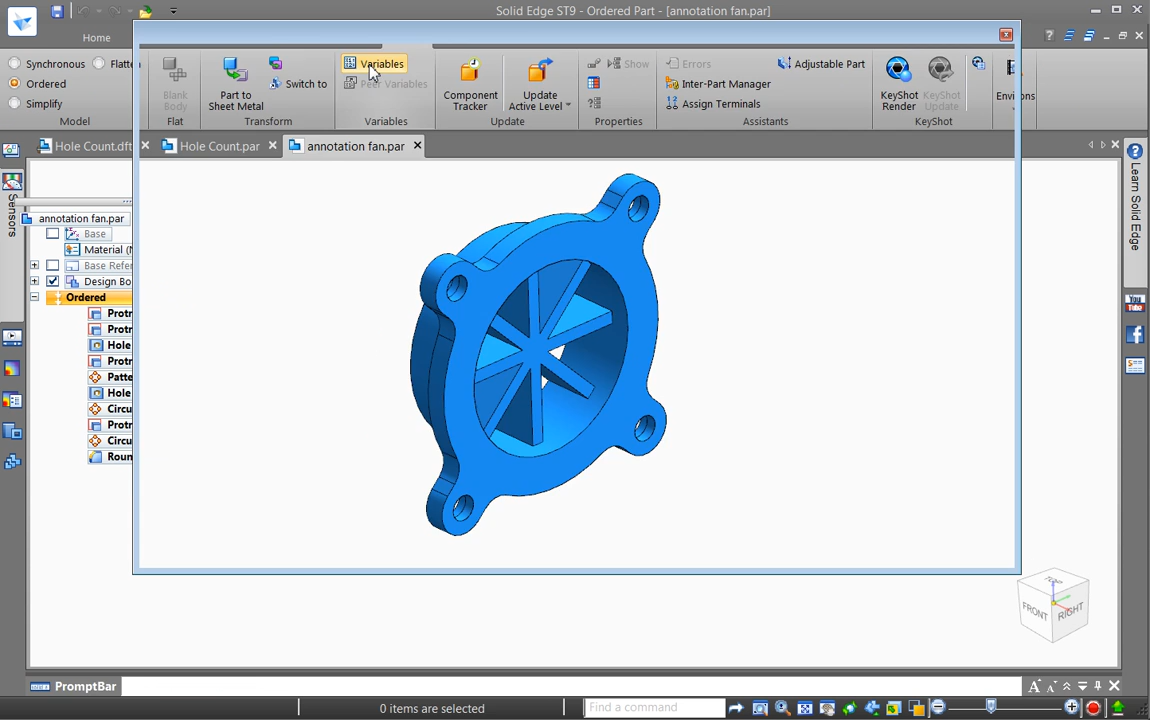 Solid Edge ST9 - Ordered Part - [annotation fan.par]
Home
Synchronous
Ordered
Simplify
Model
Blank Body
Flat
Part to Sheet Metal
Switch to
Transform
Variables
Peer Variables
Variables
Component Tracker
Update Active Level
Update
Show
Properties
Errors
Inter-Part Manager
Assign Terminals
Adjustable Part
Assistants
KeyShot Render
KeyShot Update
KeyShot
Hole Count.dft
Hole Count.par
annotation fan.par
Sensors
Learn Solid Edge
You Tube
annotation fan.par
Base
Material (
Base Refe
Design Bo
Ordered
Protr
Protr
Hole
Protr
Patte
Hole
Circu
Protr
Circu
Roun
TOP
FRONT
RIGHT
PromptBar
0 items are selected
Find a command